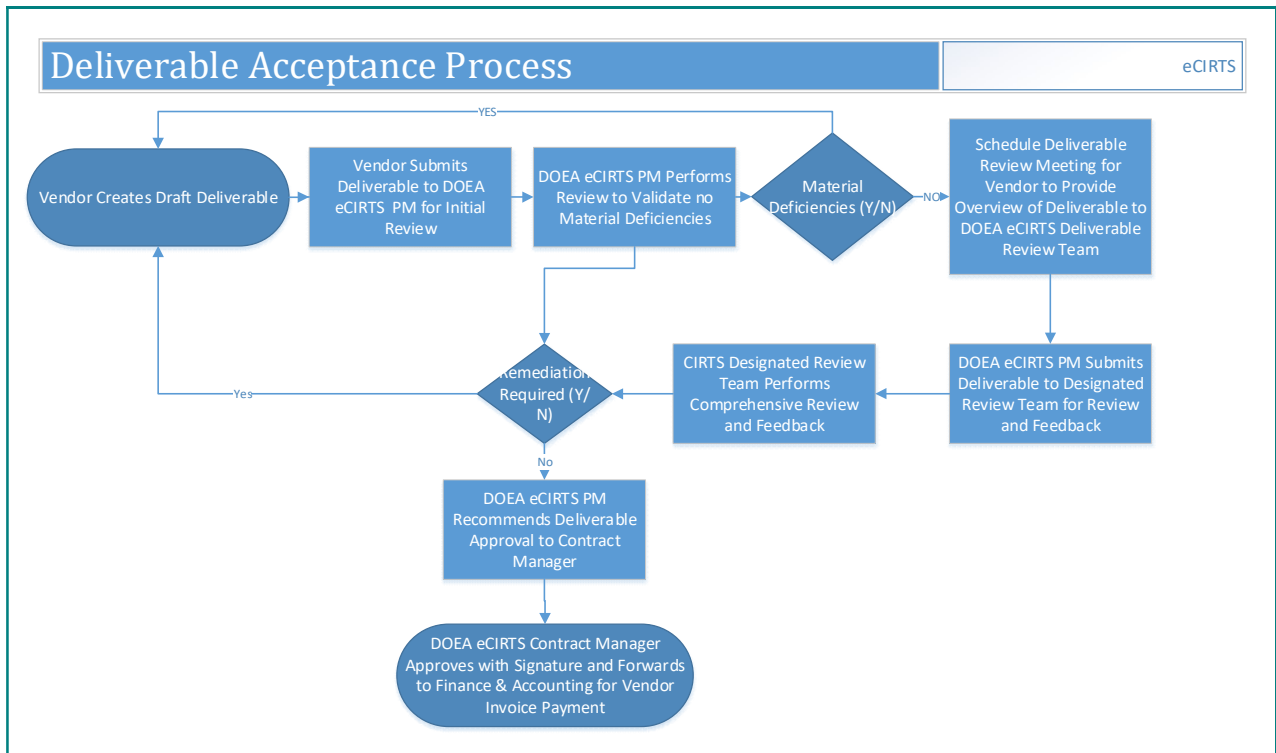 Deliverable Acceptance Process
eCIRTS
YES
Vendor Creates Draft Deliverable
Vendor Submits
Deliverable to DOEA
eCIRTS PM for Initial
Review
DOEA eCIRTS PM Performs
Review to Validate no
Material Deficiencies
Material
Deficiencies (Y/N)
NO
Schedule Deliverable
Review Meeting for
Vendor to Provide
Overview of Deliverable to
DOEA eCIRTS Deliverable
Review Team
DOEA eCIRTS PM Submits
Deliverable to Designated
Review Team for Review
and Feedback
CIRTS Designated Review
Team Performs
Comprehensive Review
and Feedback
Remediation
Required (Y/
N)
Yes
No
DOEA eCIRTS PM
Recommends Deliverable
Approval to Contract
Manager
DOEA eCIRTS Contract Manager
Approves with Signature and Forwards
to Finance & Accounting for Vendor
Invoice Payment